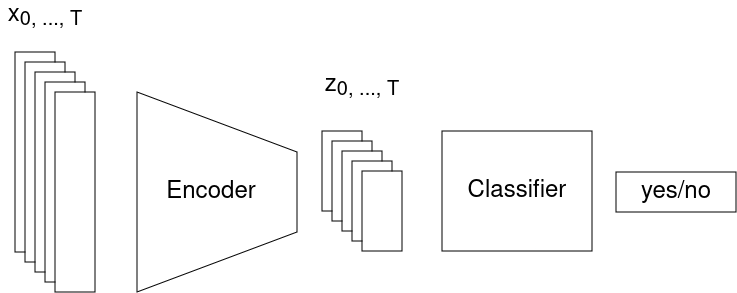 x0, ..., T
z0, ..., T
Encoder
Classifier
yes/no